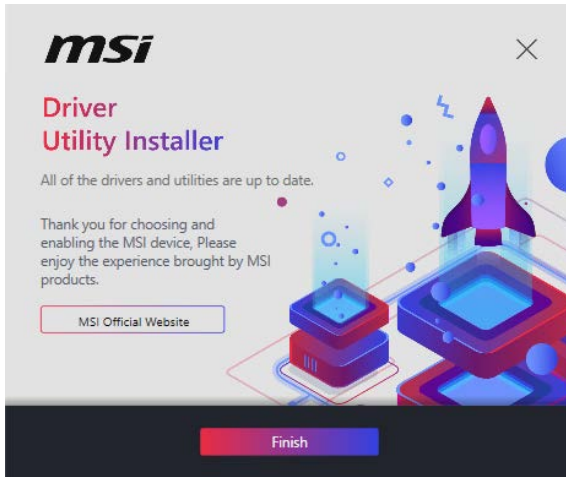 msi
Driver
Utility Installer
All of the drivers and utilities are up to date.
Thank you for choosing and
enabling the MSI device, Please
enjoy the experience brought by MSI
products.
MSI Official Website
Finish